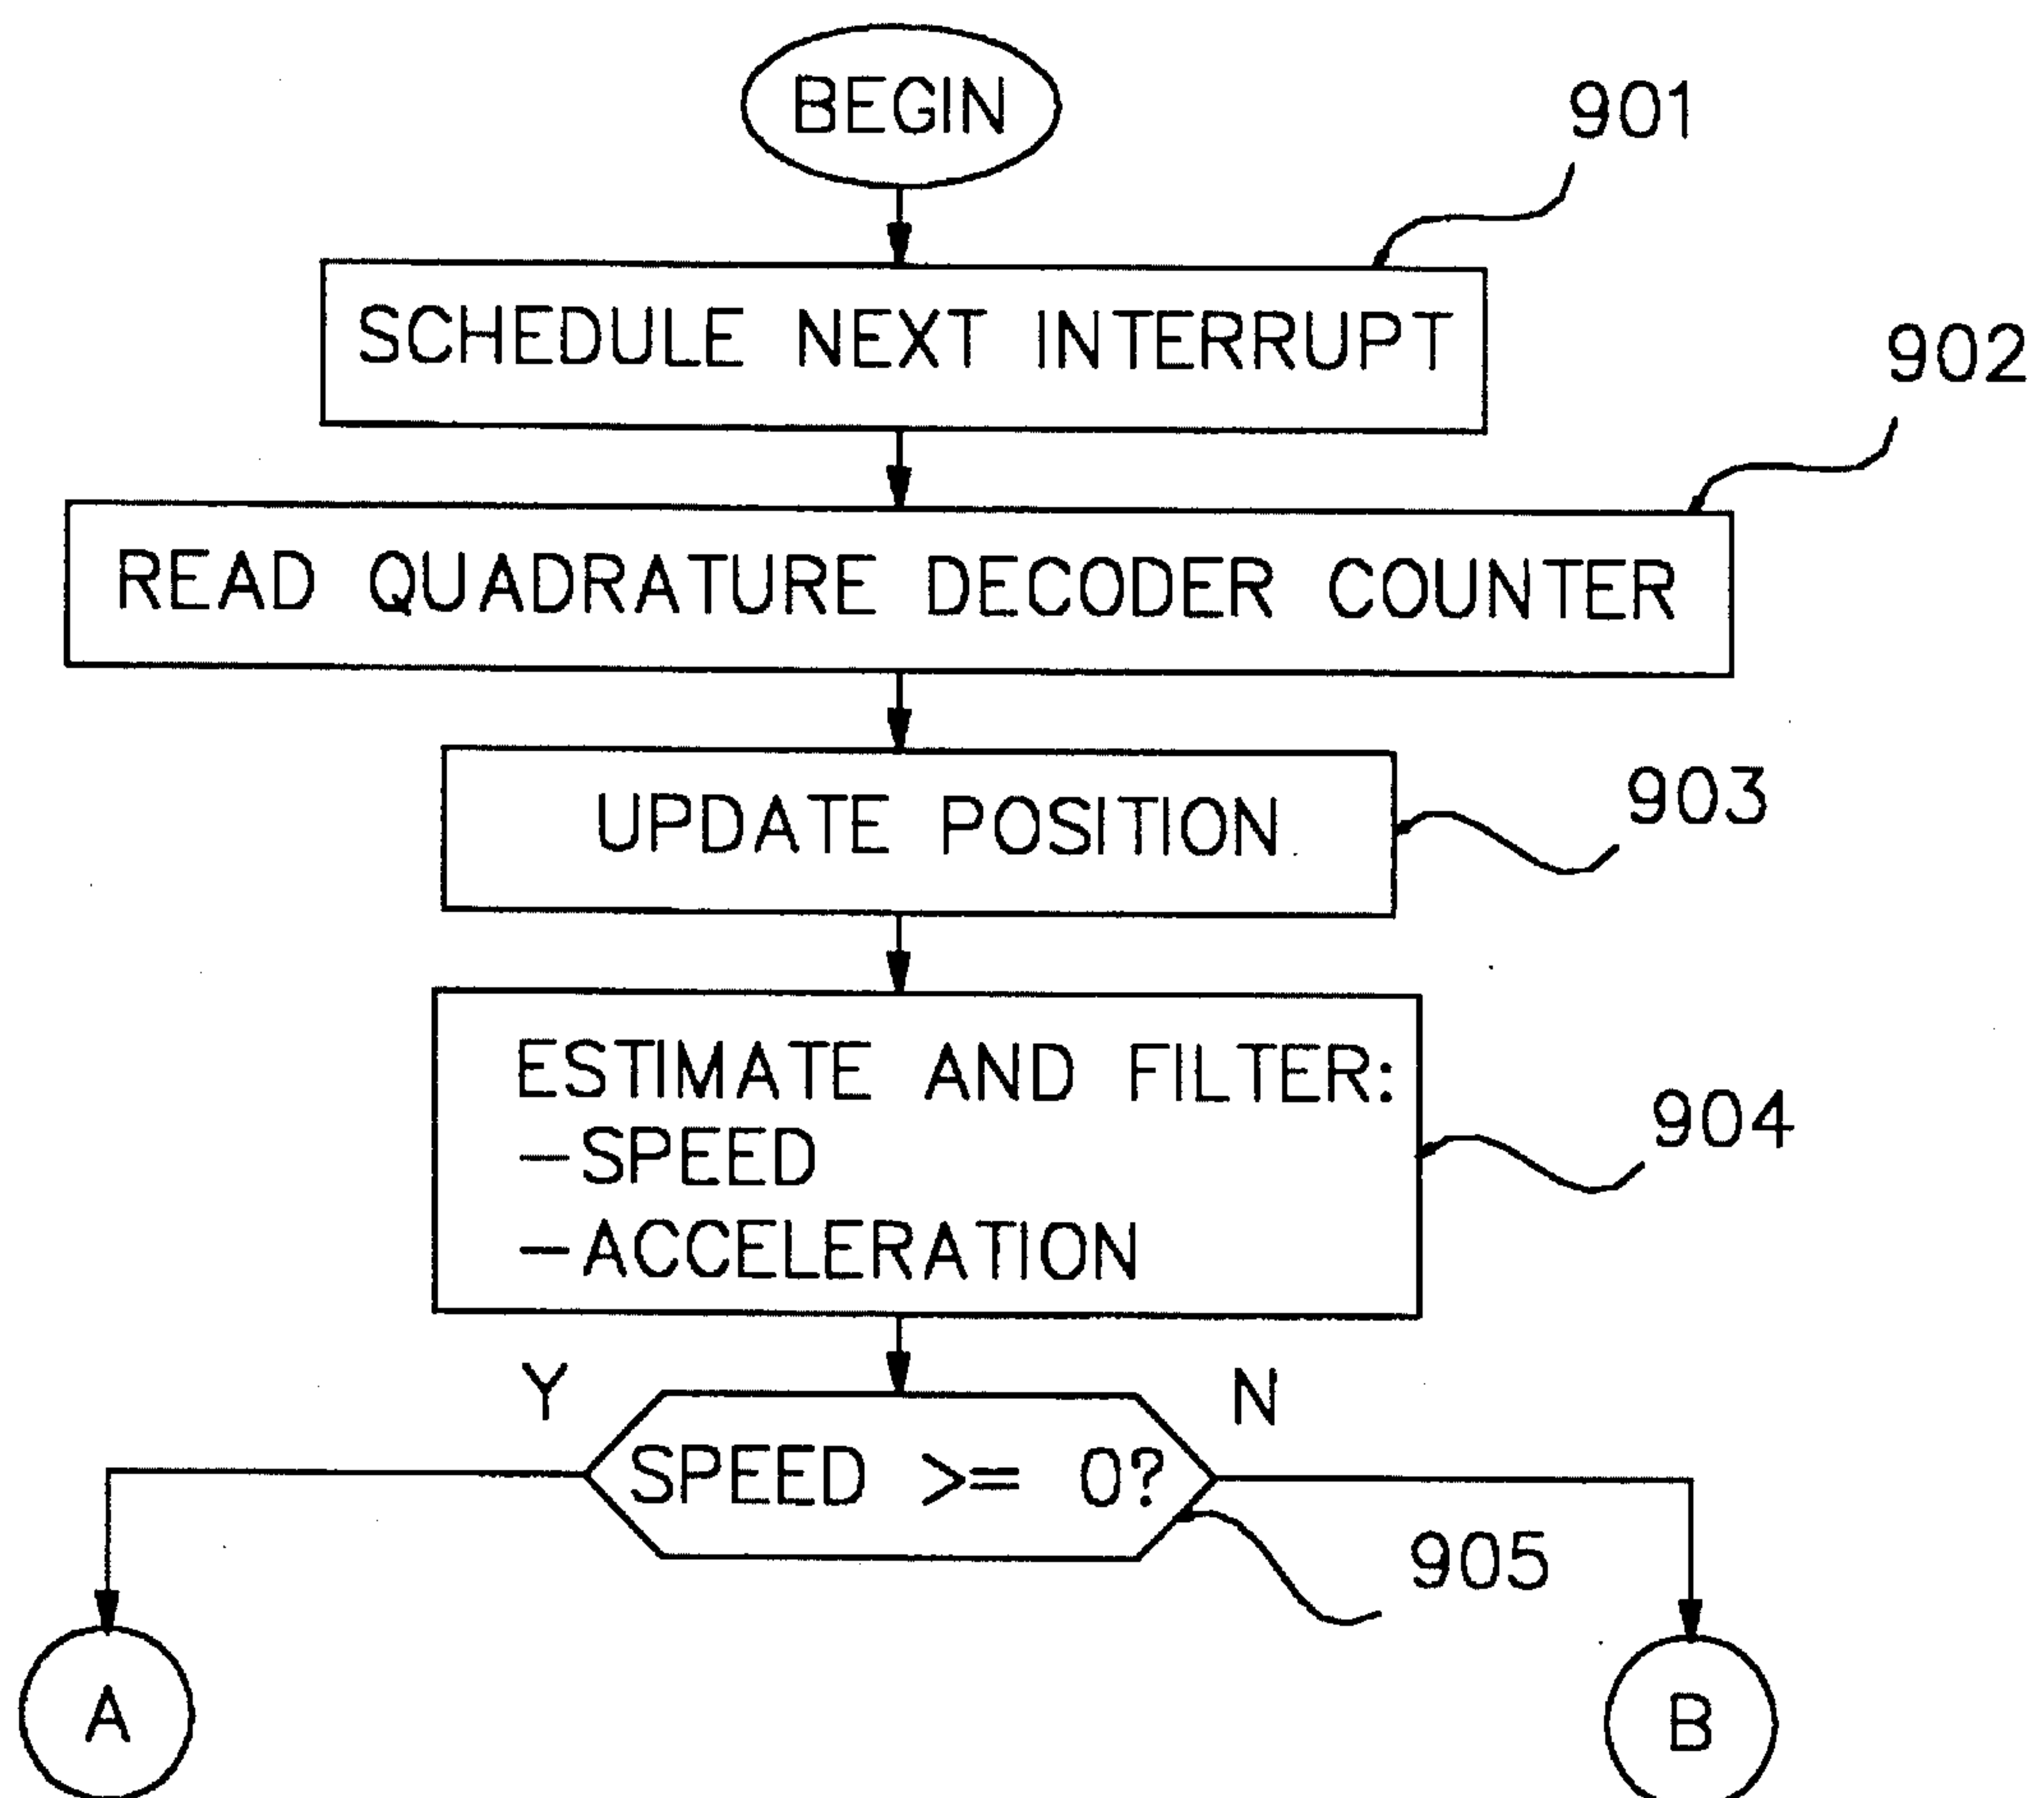 BEGIN
901
SCHEDULE NEXT INTERRUPT
902
READ QUADRATURE DECODER COUNTER
903
UPDATE POSITION
ESTIMATE AND FILTER:
-SPEED
-ACCELERATION
904
Y
N
SPEED >= 0?
905
A
B